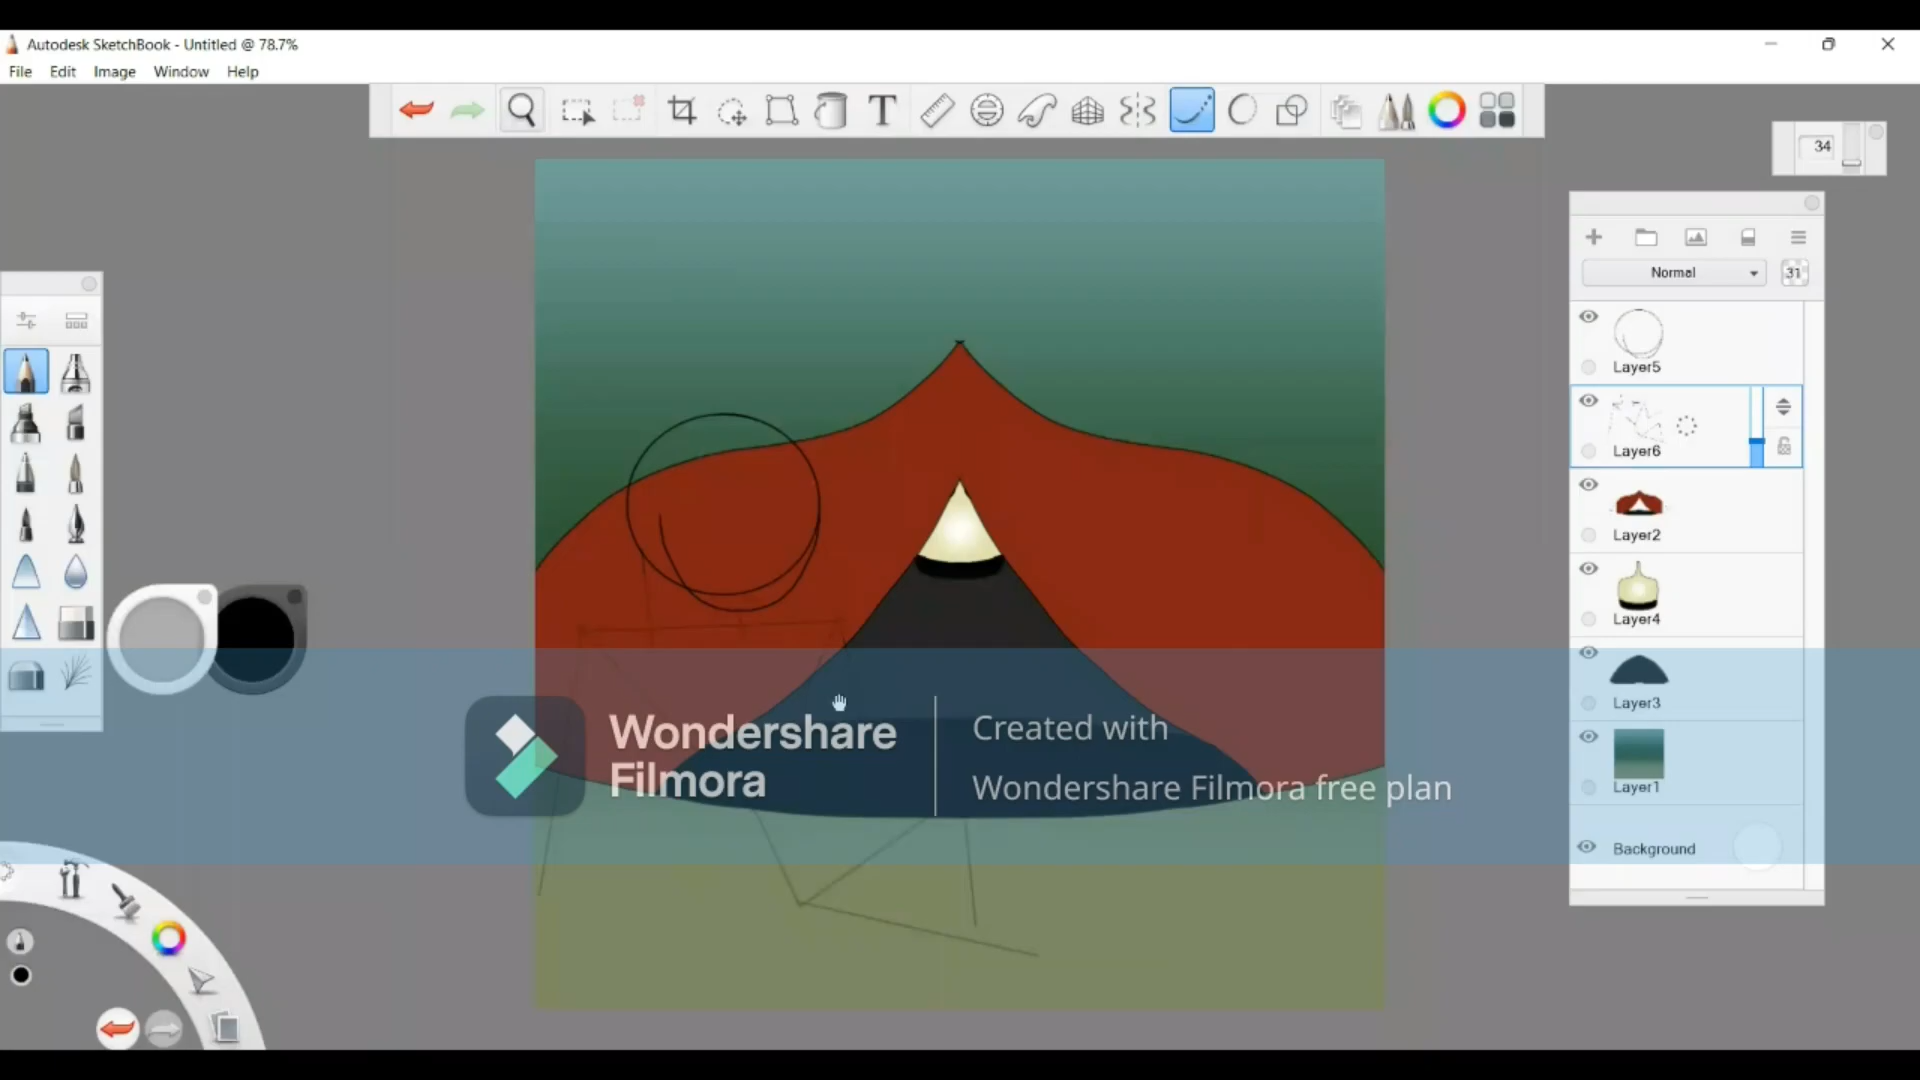 Autodesk SketchBook - Untitled @ 78.7%
File Edit Image Window Help
T
34
Normal
31
Layer5
Layer6
Layer2
Layer4
Layer3
Layer1
Background
Wondershare
Filmora
Created with
Wondershare Filmora free plan